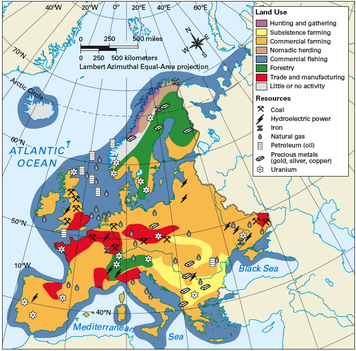 40°W 20°W 0° 20°E 40°E 60°E
70°N
60°N
50°N
10°W
0 250 500 miles
0 250 500 kilometers
Lambert Azimuthal Equal-Area projection
N
S
Arctic Circle
ATLANTIC
OCEAN
Black Sea
Mediterranean
Sea
40°N
Land Use
Hunting and gathering
Subsistence farming
Commercial farming
Nomadic herding
Commercial fishing
Forestry
Trade and manufacturing
Little or no activity
Resources
Coal
Hydroelectric power
Iron
Natural gas
Petroleum (oil)
Precious metals
(gold, silver, copper)
Uranium